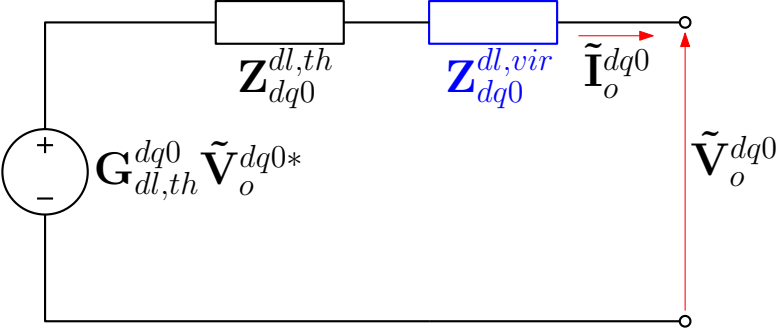 Z_{dq0}^{dl,th}
Z_{dq0}^{dl,vir}
Ĩ_o^{dq0}
+
G_{dl,th}^{dq0} Ṽ_o^{dq0*}
−
Ṽ_o^{dq0}